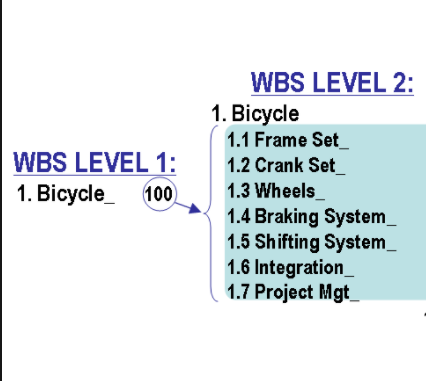 WBS LEVEL 2:
1. Bicycle
1.1 Frame Set_
1.2 Crank Set_
1.3 Wheels_
1.4 Braking System_
1.5 Shifting System_
1.6 Integration_
1.7 Project Mgt_
WBS LEVEL 1:
1. Bicycle_ 100